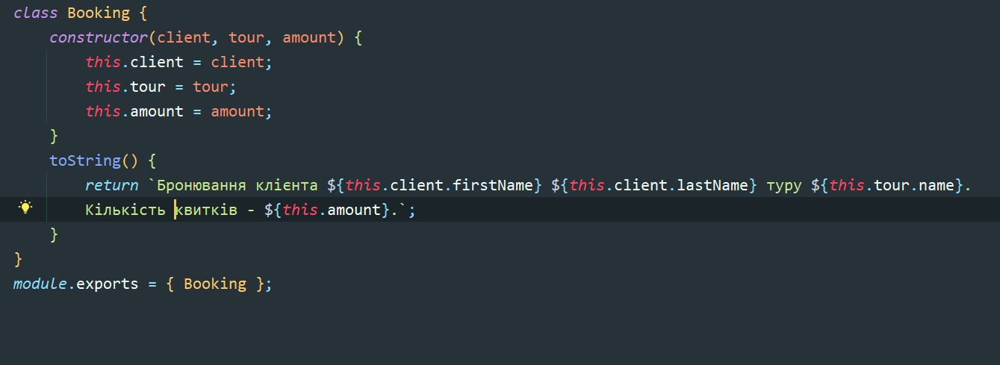 class Booking {
    constructor(client, tour, amount) {
        this.client = client;
        this.tour = tour;
        this.amount = amount;
    }
    toString() {
        return `Бронювання клієнта ${this.client.firstName} ${this.client.lastName} туру ${this.tour.name}.
        Кількість квитків - ${this.amount}.`;
    }
}
module.exports = { Booking };